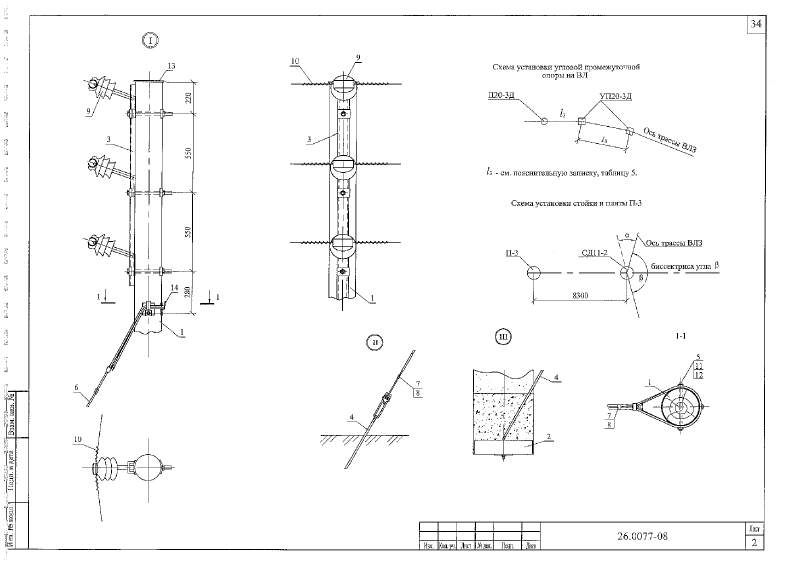 34
I
13
10
9
Схема установки угловой промежуточной
опоры на ВЛ
П20-3Д
УП20-3Д
l₃
l₃
Ось трассы ВЛЗ
9
3
3
220
550
550
280
l₃ - см. пояснительную записку, таблицу 5.
Схема установки стойки и плиты П-3
α
Ось трассы ВЛЗ
П-3
СД11-2
биссектриса угла β
β
8300
1
14
1
1
1
6
II
III
1-1
7
8
4
4
2
1
5
11
12
7
8
10
Взам. инв. №
Подп. и дата
Инв. № подл.
Изм.
Кол. уч.
Лист
№ док.
Подп.
Дата
26.0077-08
Лист
2